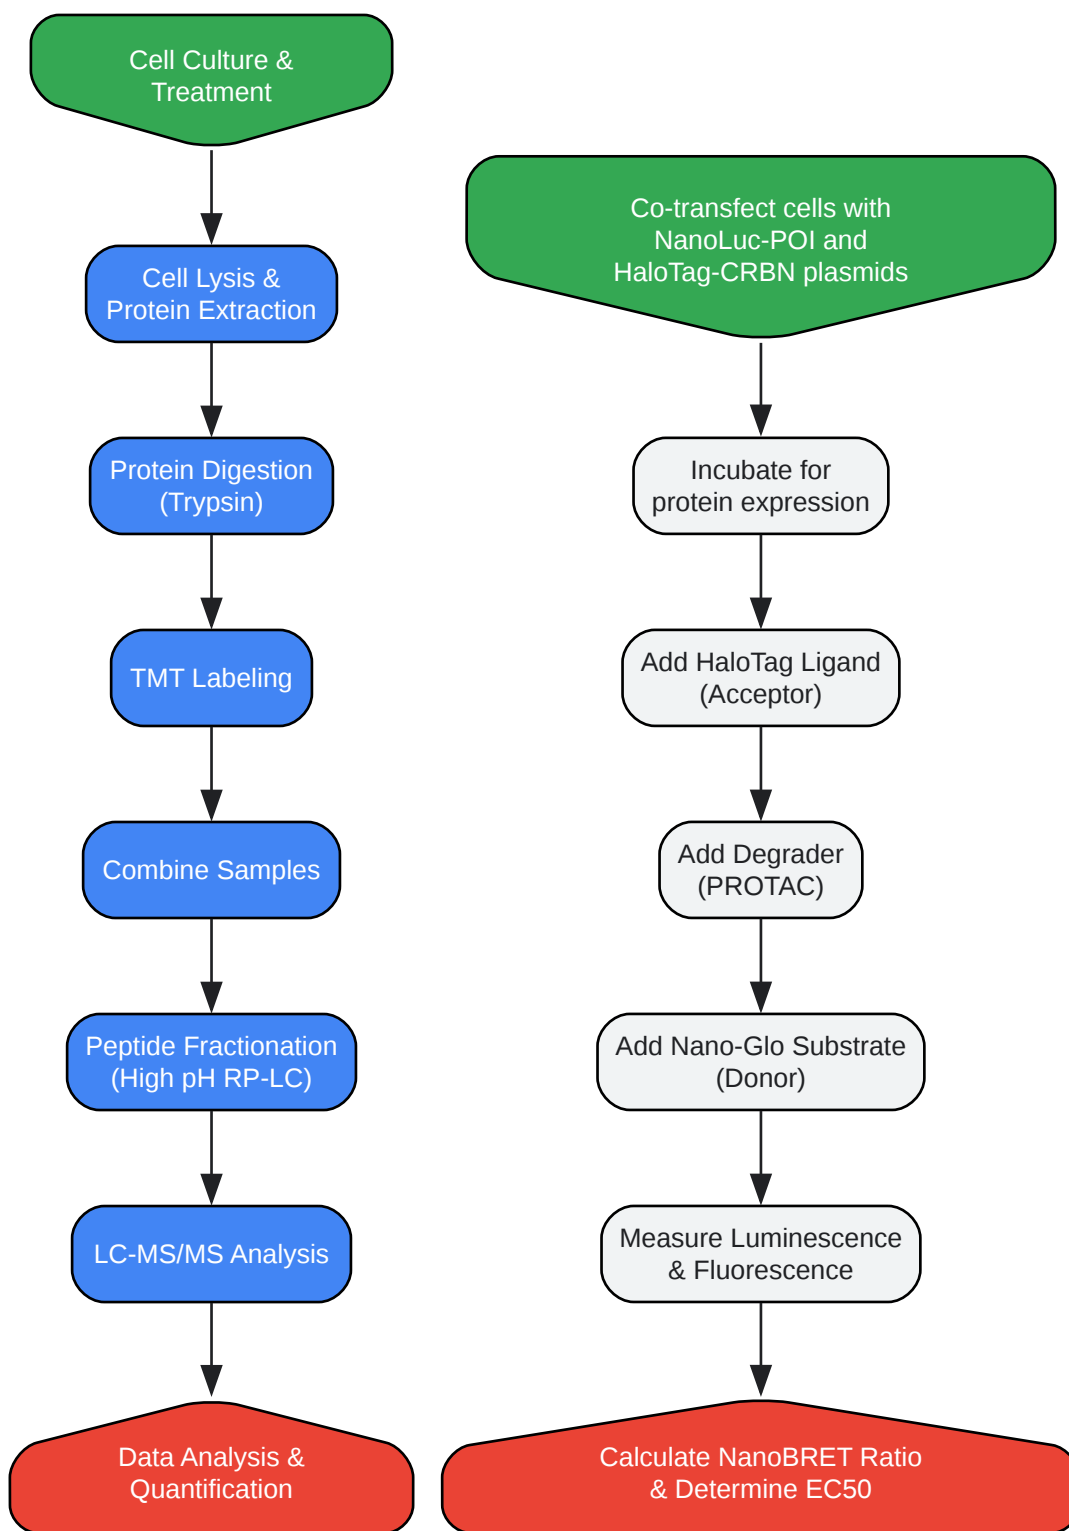 Cell Culture &
Treatment
Cell Lysis &
Protein Extraction
Protein Digestion
(Trypsin)
TMT Labeling
Combine Samples
Peptide Fractionation
(High pH RP-LC)
LC-MS/MS Analysis
Data Analysis &
Quantification
Co-transfect cells with
NanoLuc-POI and
HaloTag-CRBN plasmids
Incubate for
protein expression
Add HaloTag Ligand
(Acceptor)
Add Degrader
(PROTAC)
Add Nano-Glo Substrate
(Donor)
Measure Luminescence
& Fluorescence
Calculate NanoBRET Ratio
& Determine EC50